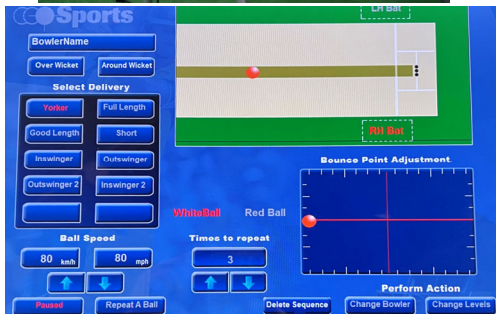 Sports
LH Bat
BowlerName
Over Wicket
Around Wicket
Select Delivery
Yorker
Full Length
Good Length
Short
Inswinger
Outswinger
Outswinger 2
Inswinger 2
RH Bat
Bounce Point Adjustment
WhiteBall
Red Ball
Ball Speed
80 km/h
80 mph
Times to repeat
3
Perform Action
Paused
Repeat A Ball
Delete Sequence
Change Bowler
Change Levels